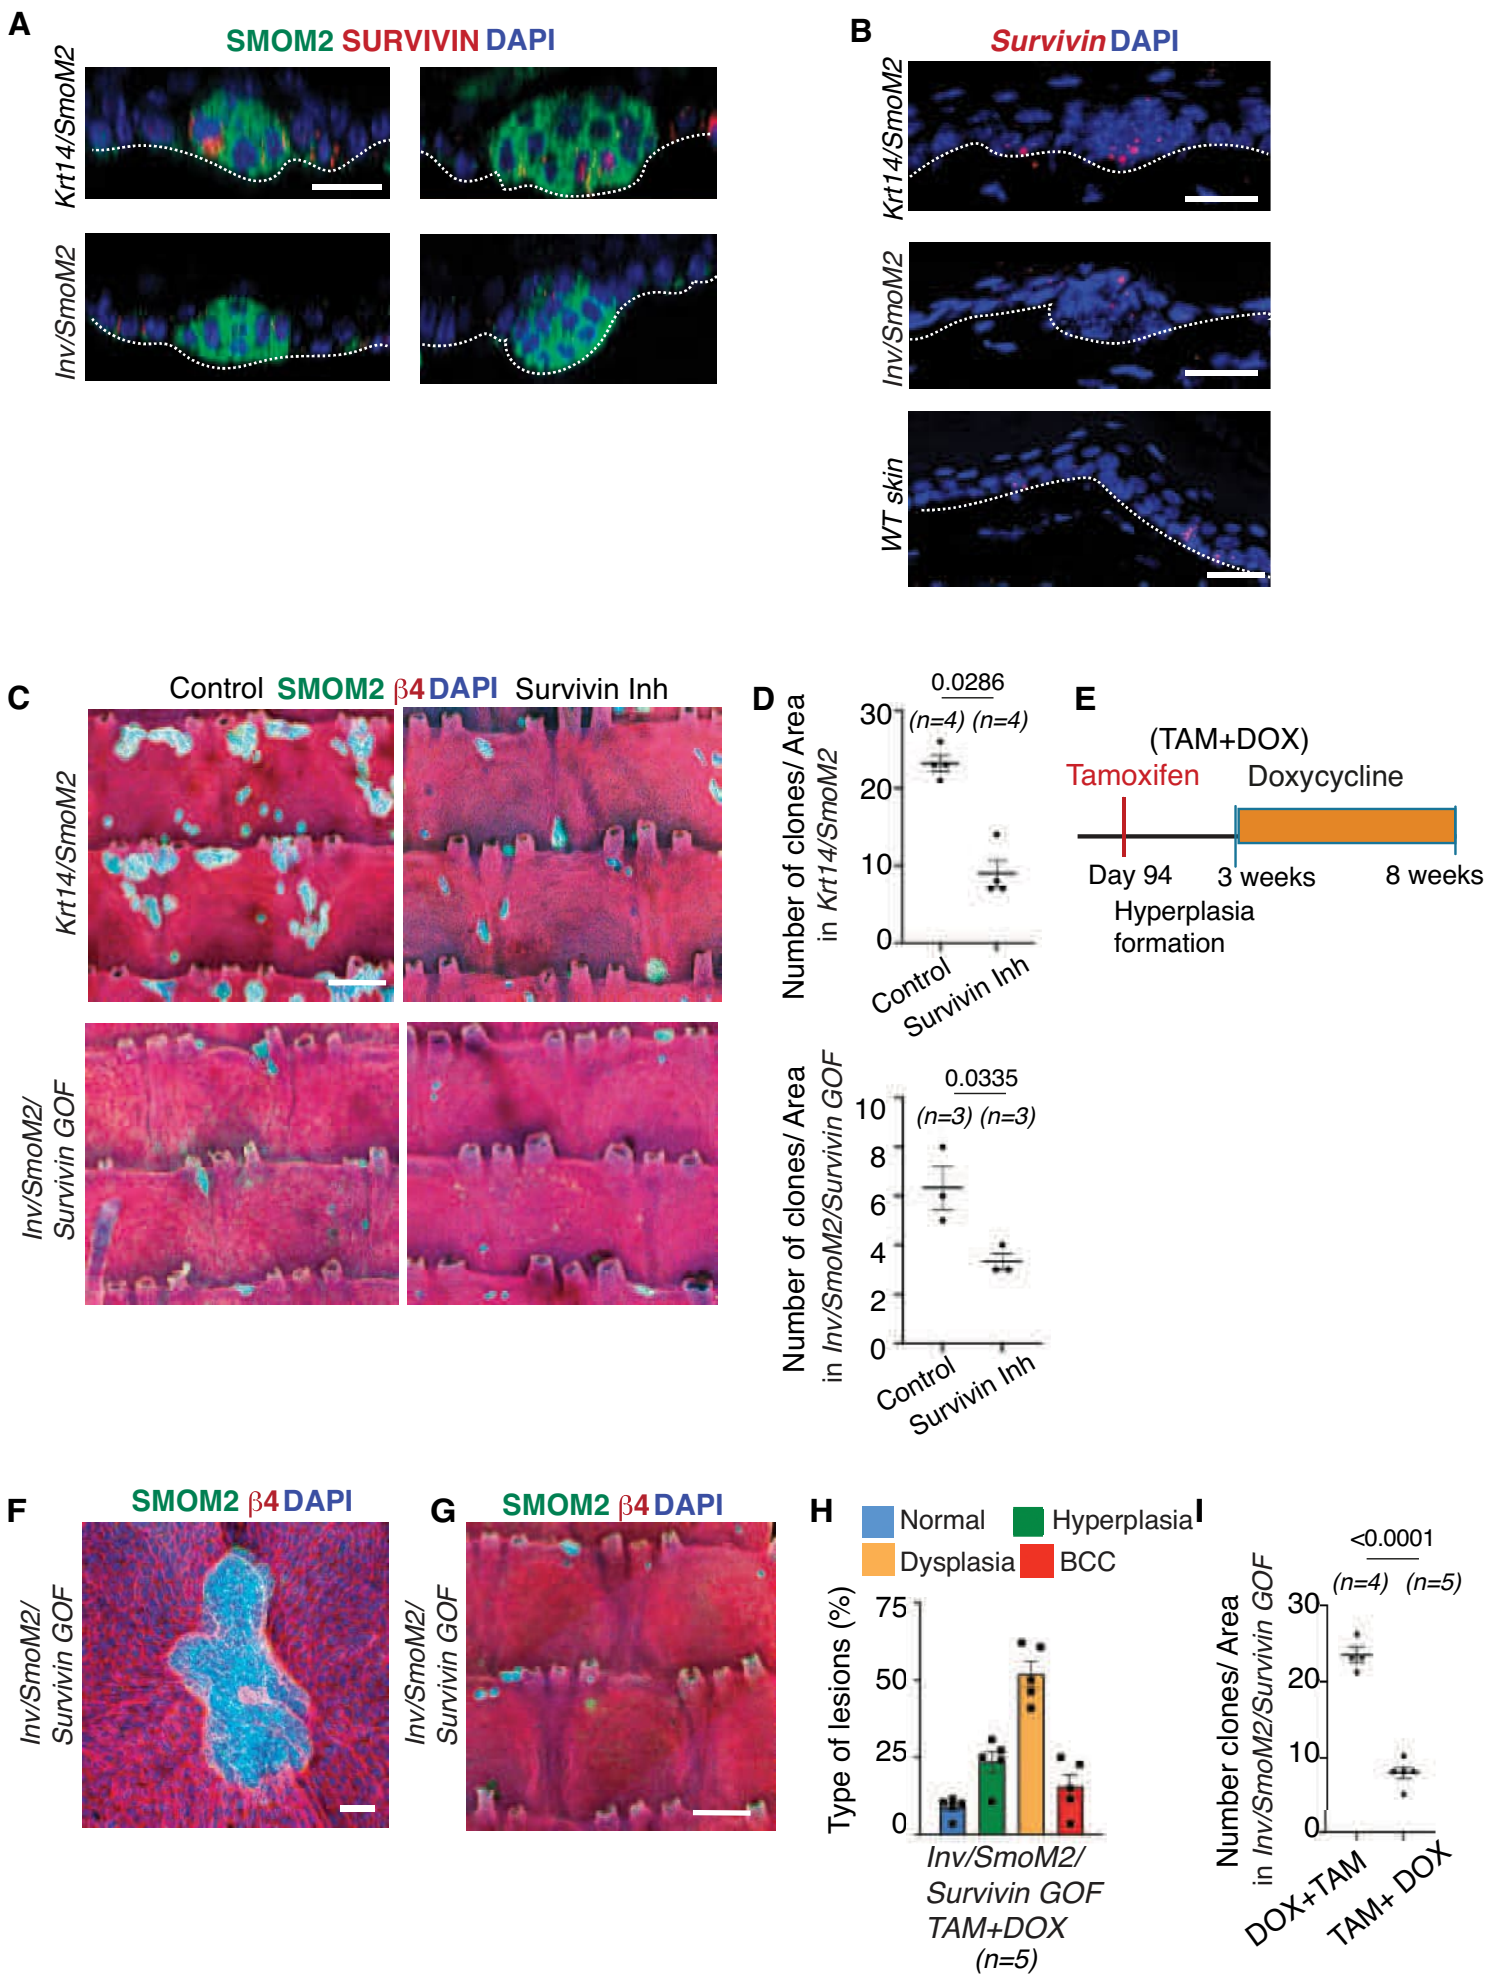 A
SMOM2 SURVIVIN DAPI
Krt14/SmoM2
Inv/SmoM2
B
Survivin DAPI
Krt14/SmoM2
Inv/SmoM2
WT skin
C
Control SMOM2 β4 DAPI Survivin Inh
Krt14/SmoM2
Inv/SmoM2/
Survivin GOF
D
Number of clones/ Area
in Krt14/SmoM2
0.0286
(n=4) (n=4)
30
20
10
0
Control
Survivin Inh
Number of clones/ Area
in Inv/SmoM2/Survivin GOF
0.0335
(n=3) (n=3)
10
8
6
4
2
0
Control
Survivin Inh
E
(TAM+DOX)
Tamoxifen
Doxycycline
Day 94
3 weeks
8 weeks
Hyperplasia
formation
F
SMOM2 β4 DAPI
Inv/SmoM2/
Survivin GOF
G
SMOM2 β4 DAPI
Inv/SmoM2/
Survivin GOF
H
Normal
Hyperplasia
Dysplasia
BCC
Type of lesions (%)
75
50
25
0
Inv/SmoM2/
Survivin GOF
TAM+DOX
(n=5)
I
Number clones/ Area
in Inv/SmoM2/Survivin GOF
<0.0001
(n=4) (n=5)
30
20
10
0
DOX+TAM
TAM+ DOX